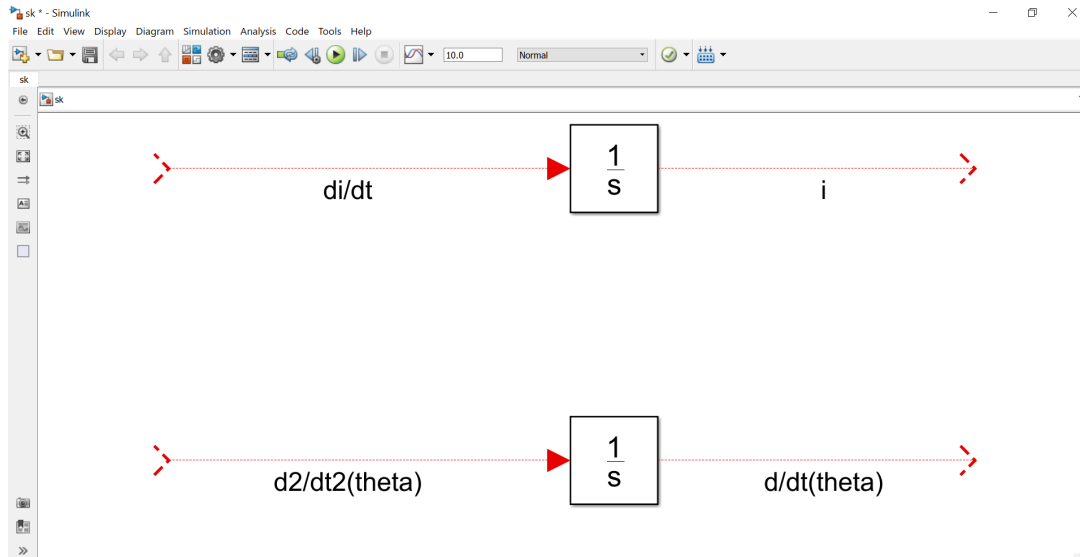 sk * - Simulink
File Edit View Display Diagram Simulation Analysis Code Tools Help
10.0 Normal
sk
sk
1
s
di/dt
i
1
s
d2/dt2(theta)
d/dt(theta)